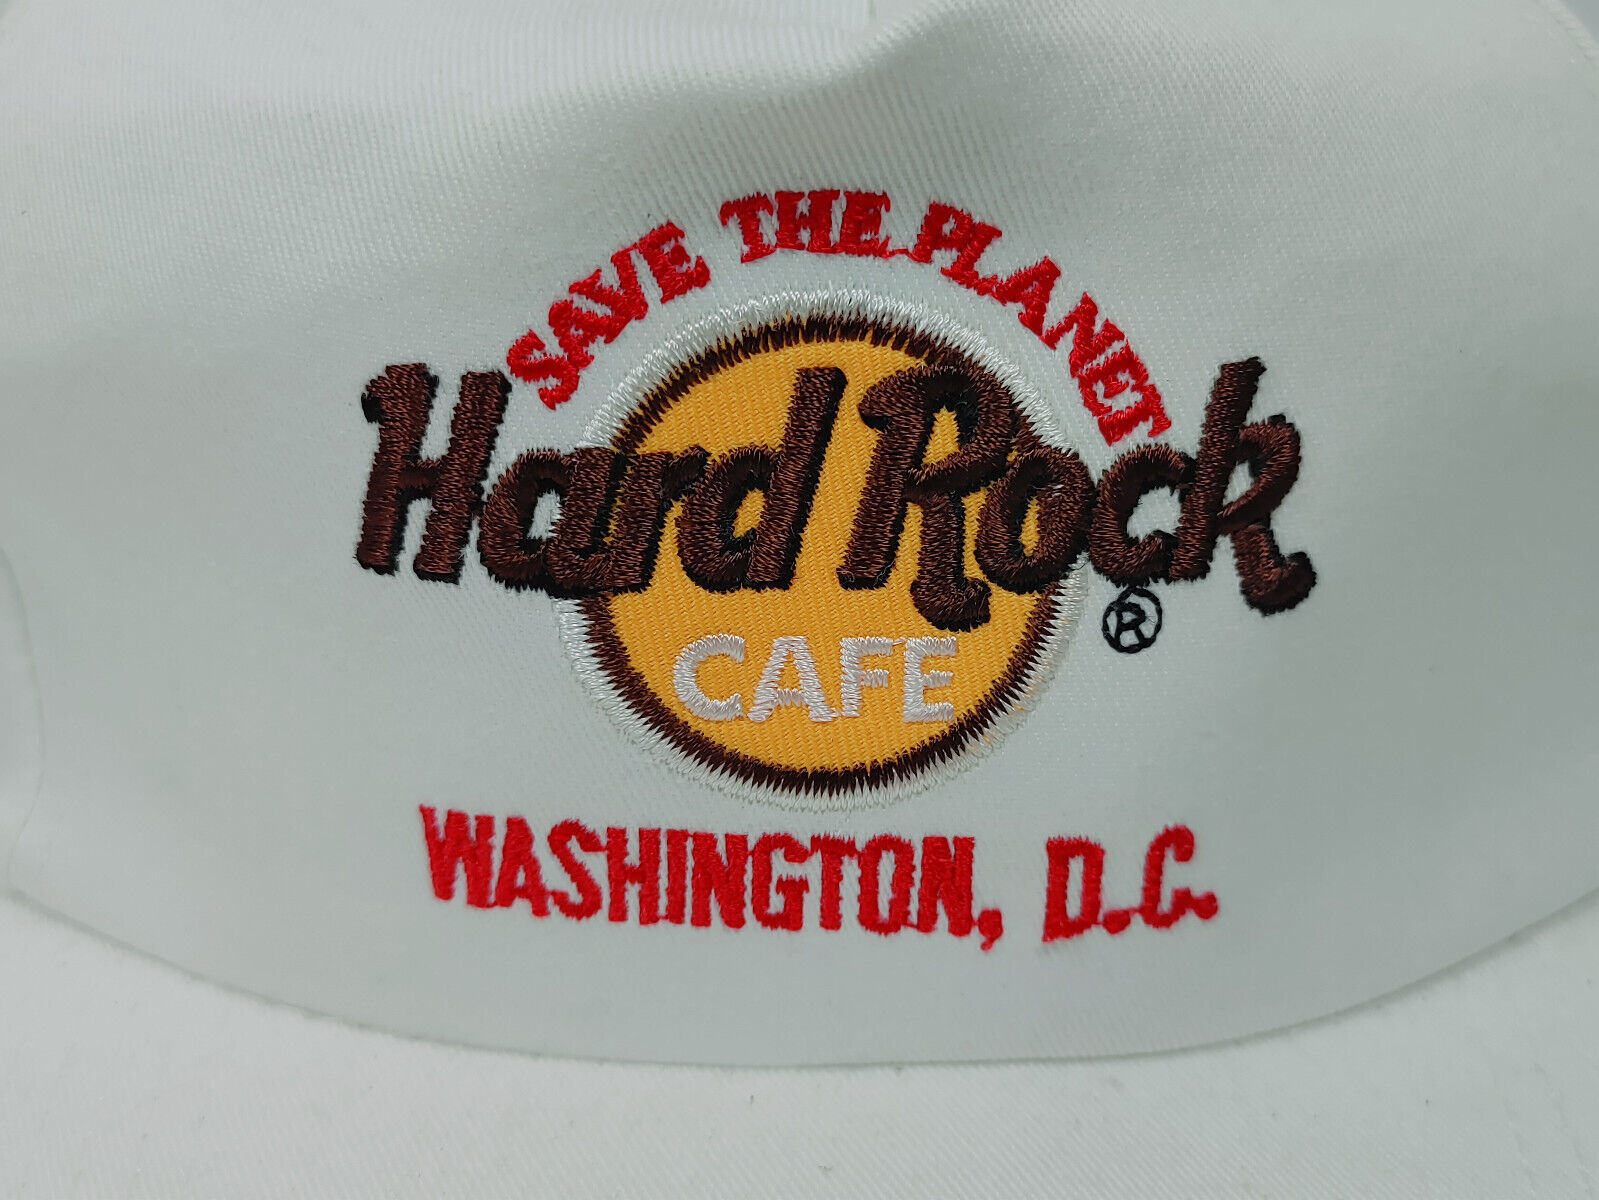 SAVE THE PLANET
Hard Rock
®
CAFE
WASHINGTON, D.C.